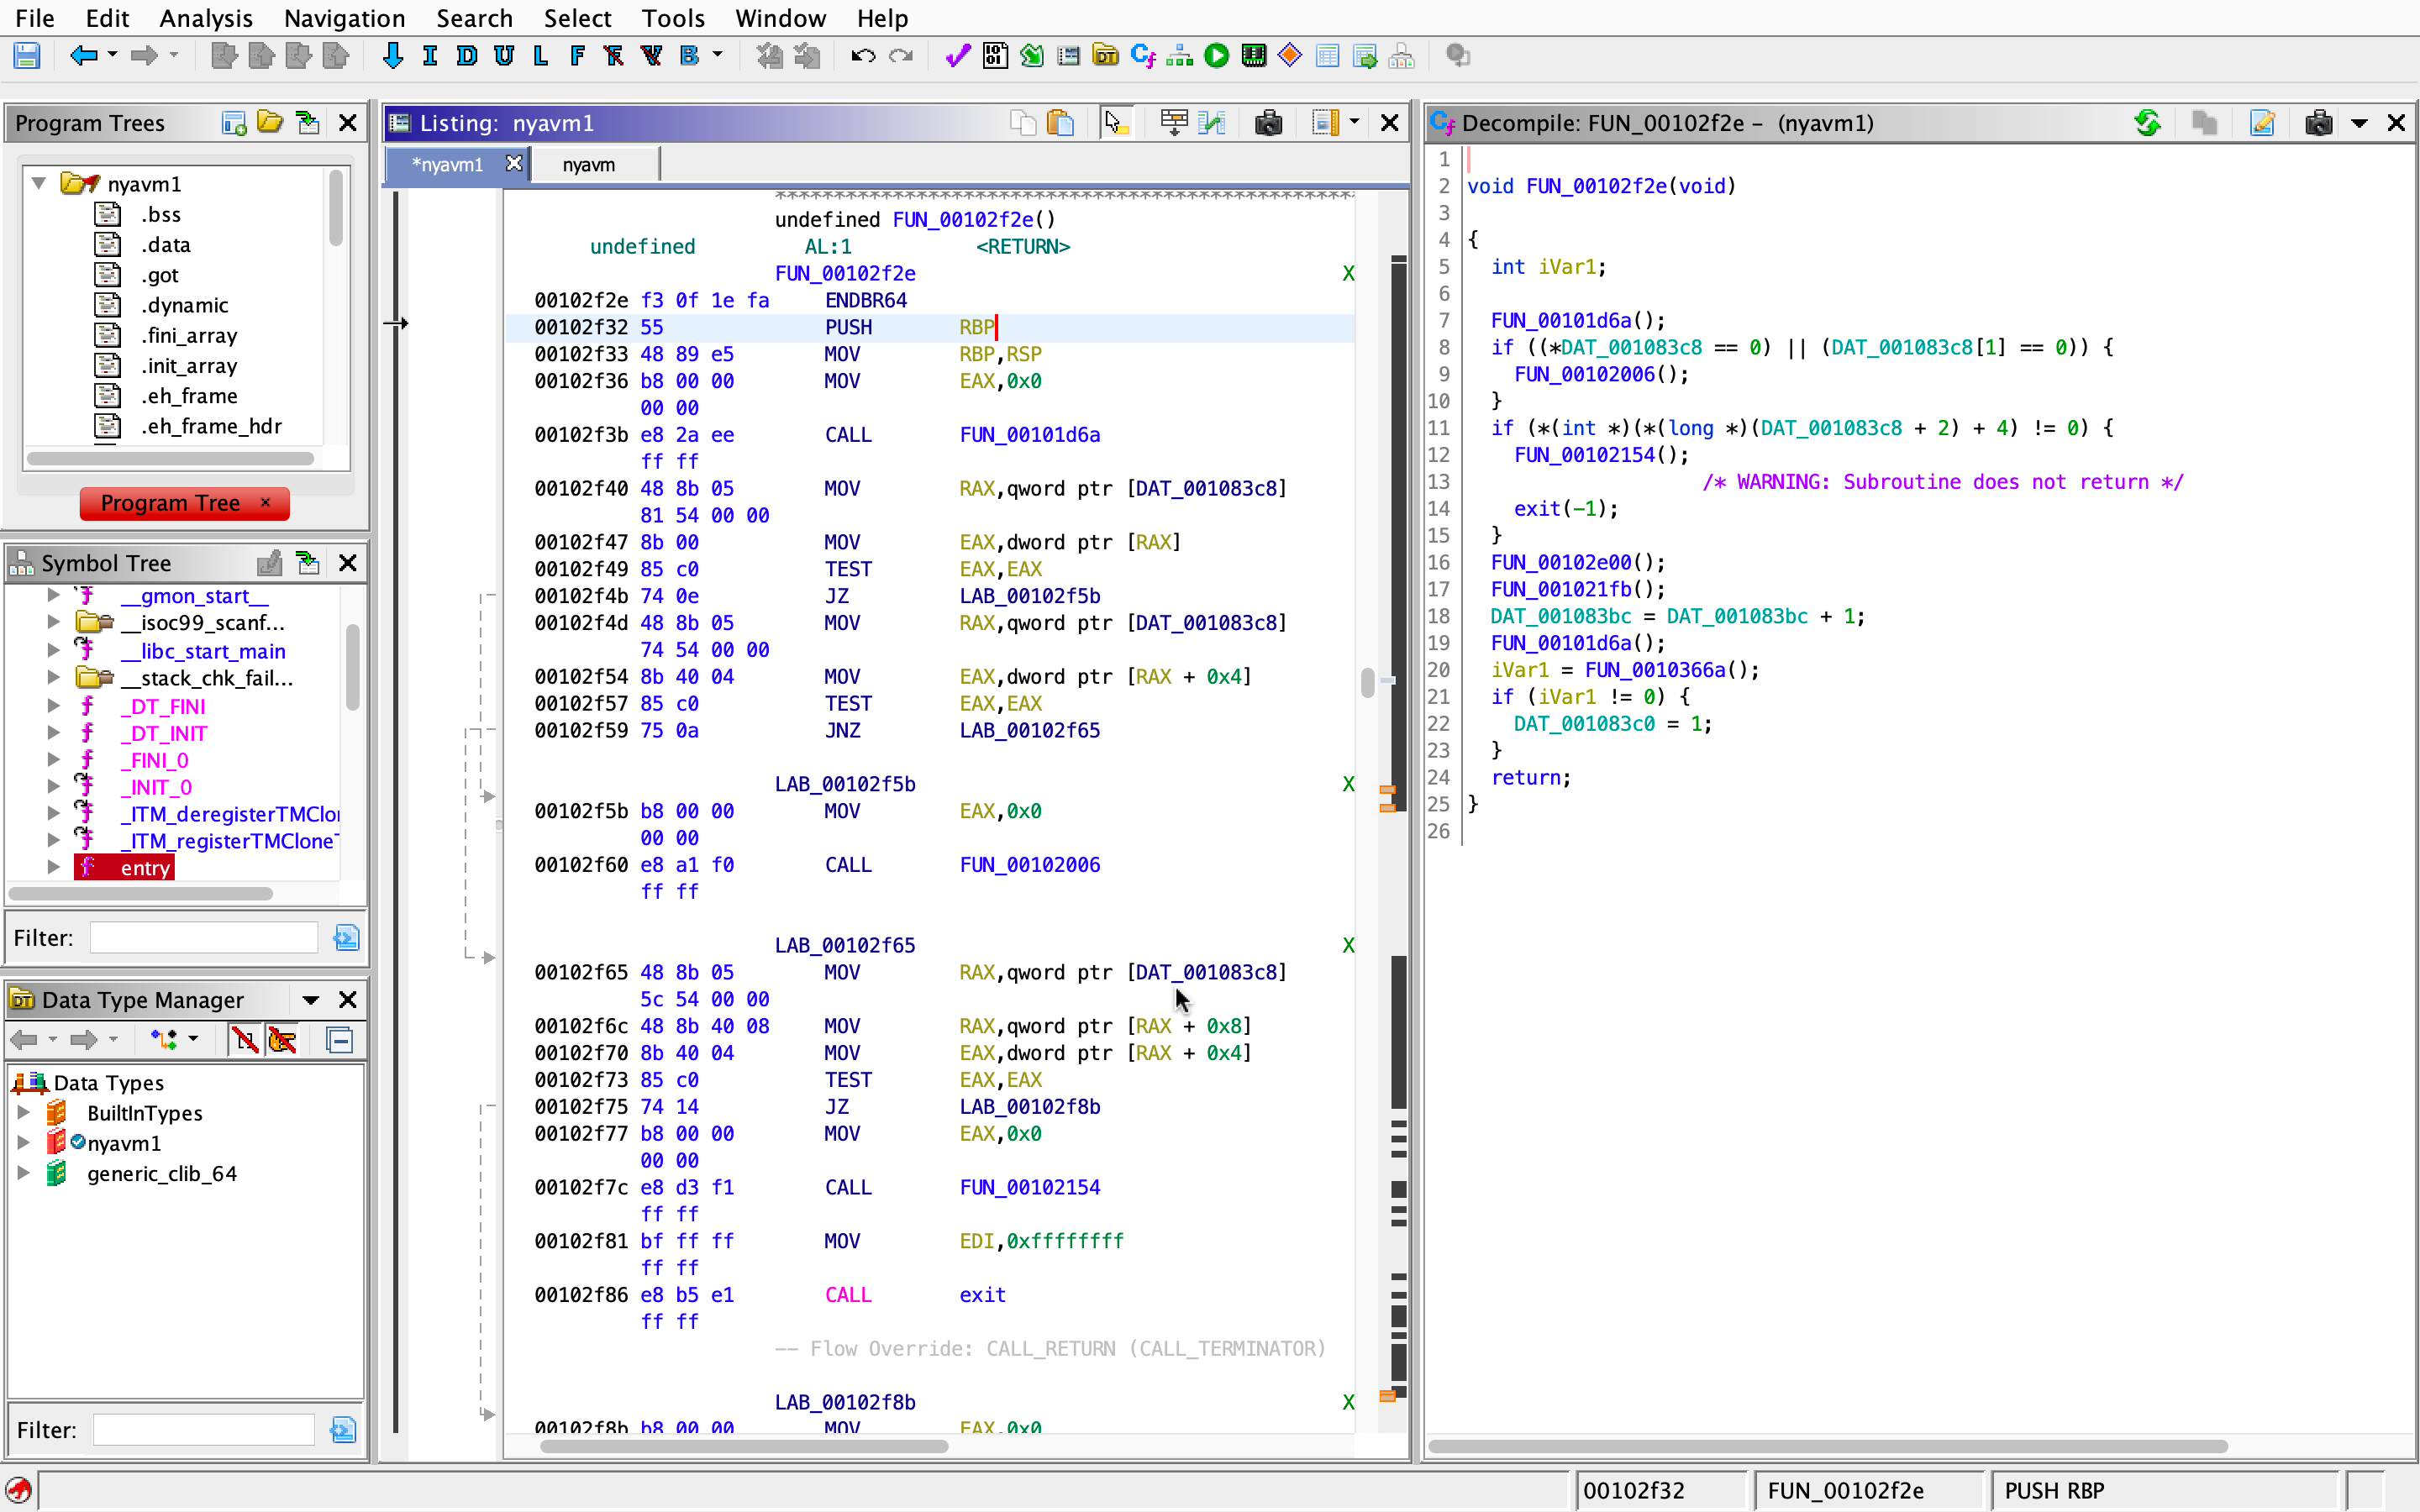 File Edit Analysis Navigation Search Select Tools Window Help
I D U L F B
Program Trees
nyavm1
.bss
.data
.got
.dynamic
.fini_array
.init_array
.eh_frame
.eh_frame_hdr
Program Tree ×
Symbol Tree
__gmon_start__
__isoc99_scanf...
__libc_start_main
__stack_chk_fail...
_DT_FINI
_DT_INIT
_FINI_0
_INIT_0
_ITM_deregisterTMClo
_ITM_registerTMClone
entry
Filter:
Data Type Manager
Data Types
BuiltInTypes
nyavm1
generic_clib_64
Filter:
Listing: nyavm1
*nyavm1 nyavm
undefined FUN_00102f2e()
undefined AL:1 <RETURN>
FUN_00102f2e X
00102f2e f3 0f 1e fa ENDBR64
00102f32 55 PUSH RBP
00102f33 48 89 e5 MOV RBP,RSP
00102f36 b8 00 00 MOV EAX,0x0
00 00
00102f3b e8 2a ee CALL FUN_00101d6a
ff ff
00102f40 48 8b 05 MOV RAX,qword ptr [DAT_001083c8]
81 54 00 00
00102f47 8b 00 MOV EAX,dword ptr [RAX]
00102f49 85 c0 TEST EAX,EAX
00102f4b 74 0e JZ LAB_00102f5b
00102f4d 48 8b 05 MOV RAX,qword ptr [DAT_001083c8]
74 54 00 00
00102f54 8b 40 04 MOV EAX,dword ptr [RAX + 0x4]
00102f57 85 c0 TEST EAX,EAX
00102f59 75 0a JNZ LAB_00102f65
LAB_00102f5b X
00102f5b b8 00 00 MOV EAX,0x0
00 00
00102f60 e8 a1 f0 CALL FUN_00102006
ff ff
LAB_00102f65 X
00102f65 48 8b 05 MOV RAX,qword ptr [DAT_001083c8]
5c 54 00 00
00102f6c 48 8b 40 08 MOV RAX,qword ptr [RAX + 0x8]
00102f70 8b 40 04 MOV EAX,dword ptr [RAX + 0x4]
00102f73 85 c0 TEST EAX,EAX
00102f75 74 14 JZ LAB_00102f8b
00102f77 b8 00 00 MOV EAX,0x0
00 00
00102f7c e8 d3 f1 CALL FUN_00102154
ff ff
00102f81 bf ff ff MOV EDI,0xffffffff
ff ff
00102f86 e8 b5 e1 CALL exit
ff ff
-- Flow Override: CALL_RETURN (CALL_TERMINATOR)
LAB_00102f8b X
00102f8b b8 00 00 MOV EAX,0x0
Decompile: FUN_00102f2e – (nyavm1)
1
2 void FUN_00102f2e(void)
3
4 {
5 int iVar1;
6
7 FUN_00101d6a();
8 if ((*DAT_001083c8 == 0) || (DAT_001083c8[1] == 0)) {
9 FUN_00102006();
10 }
11 if (*(int *)(*(long *)(DAT_001083c8 + 2) + 4) != 0) {
12 FUN_00102154();
13 /* WARNING: Subroutine does not return */
14 exit(-1);
15 }
16 FUN_00102e00();
17 FUN_001021fb();
18 DAT_001083bc = DAT_001083bc + 1;
19 FUN_00101d6a();
20 iVar1 = FUN_0010366a();
21 if (iVar1 != 0) {
22 DAT_001083c0 = 1;
23 }
24 return;
25 }
26
00102f32 FUN_00102f2e PUSH RBP